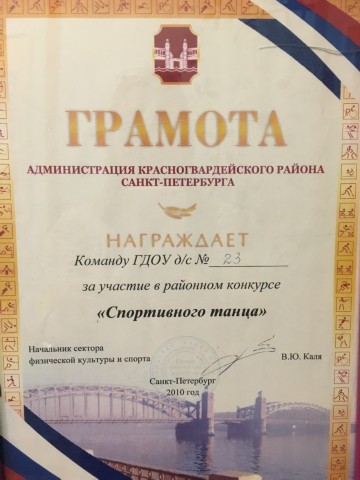 ГРАМОТА
АДМИНИСТРАЦИЯ КРАСНОГВАРДЕЙСКОГО РАЙОНА
САНКТ-ПЕТЕРБУРГА
НАГРАЖДАЕТ
Команду ГДОУ д/с № 23
за участие в районном конкурсе
«Спортивного танца»
Начальник сектора
физической культуры и спорта
В.Ю. Каля
Санкт-Петербург
2010 год